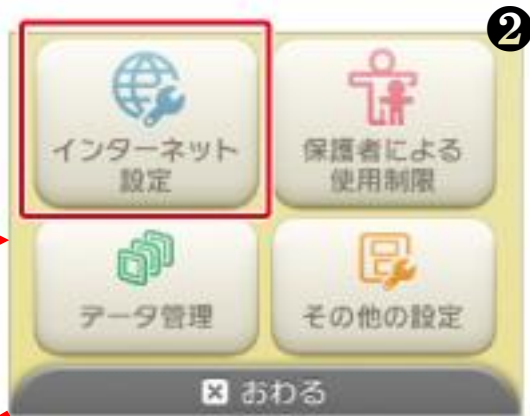 ❷
インターネット
設定
保護者による
使用制限
データ管理
その他の設定
おわる